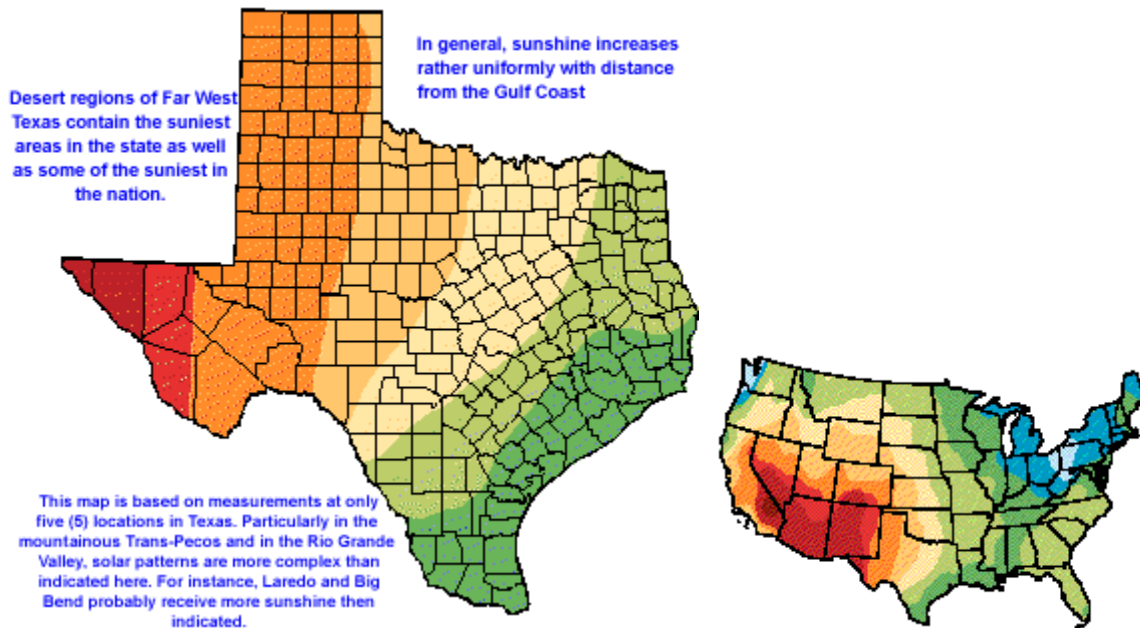 In general, sunshine increases
rather uniformly with distance
from the Gulf Coast
Desert regions of Far West
Texas contain the suniest
areas in the state as well
as some of the suniest in
the nation.
This map is based on measurements at only
five (5) locations in Texas. Particularly in the
mountainous Trans-Pecos and in the Rio Grande
Valley, solar patterns are more complex than
indicated here. For instance, Laredo and Big
Bend probably receive more sunshine then
indicated.